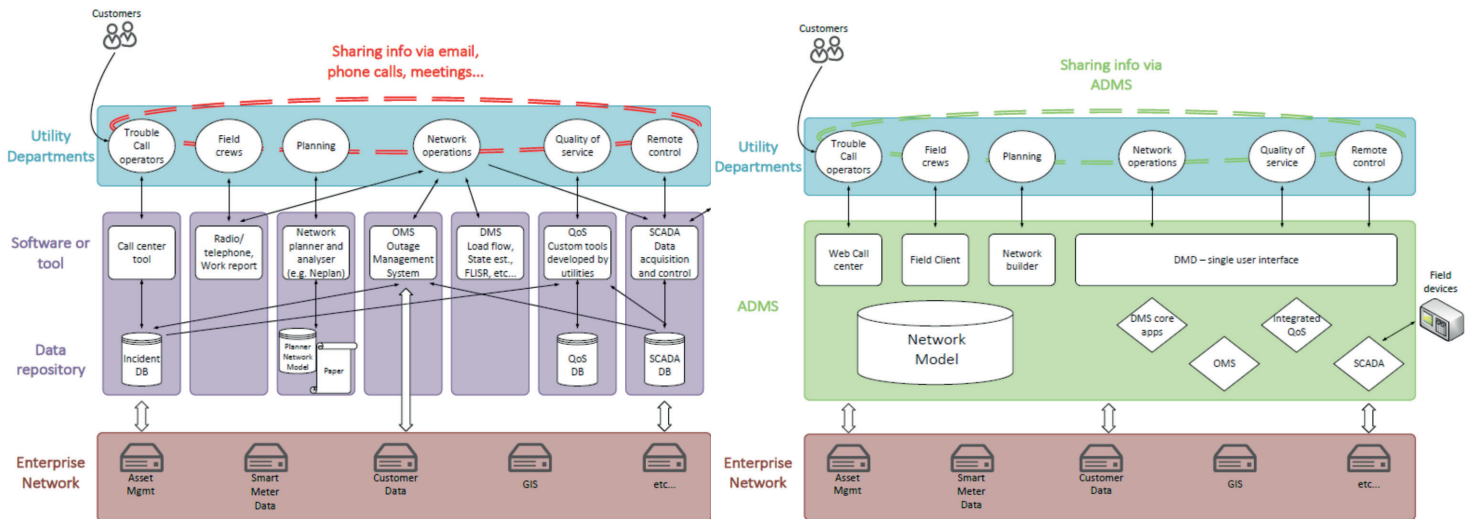 Customers
Sharing info via email,
phone calls, meetings...
Utility
Departments
Trouble
Call
operators
Field
crews
Planning
Network
operations
Quality of
service
Remote
control
Software or
tool
Call center
tool
Radio/
telephone,
Work report
Network
planner and
analyser
(e.g. Neplan)
OMS
Outage
Management
System
DMS
Load flow,
State est.,
FLISR, etc...
QoS
Custom tools
developed by
utilities
SCADA
Data
acquisition
and control
Data
repository
Incident
DB
Planner
Network
Model
Paper
QoS
DB
SCADA
DB
Enterprise
Network
Asset
Mgmt
Smart
Meter
Data
Customer
Data
GIS
etc...
Customers
Sharing info via
ADMS
Utility
Departments
Trouble
Call
operators
Field
crews
Planning
Network
operations
Quality of
service
Remote
control
ADMS
Web Call
center
Field Client
Network
builder
DMD – single user interface
Field
devices
Network
Model
DMS core
apps
OMS
Integrated
QoS
SCADA
Enterprise
Network
Asset
Mgmt
Smart
Meter
Data
Customer
Data
GIS
etc...